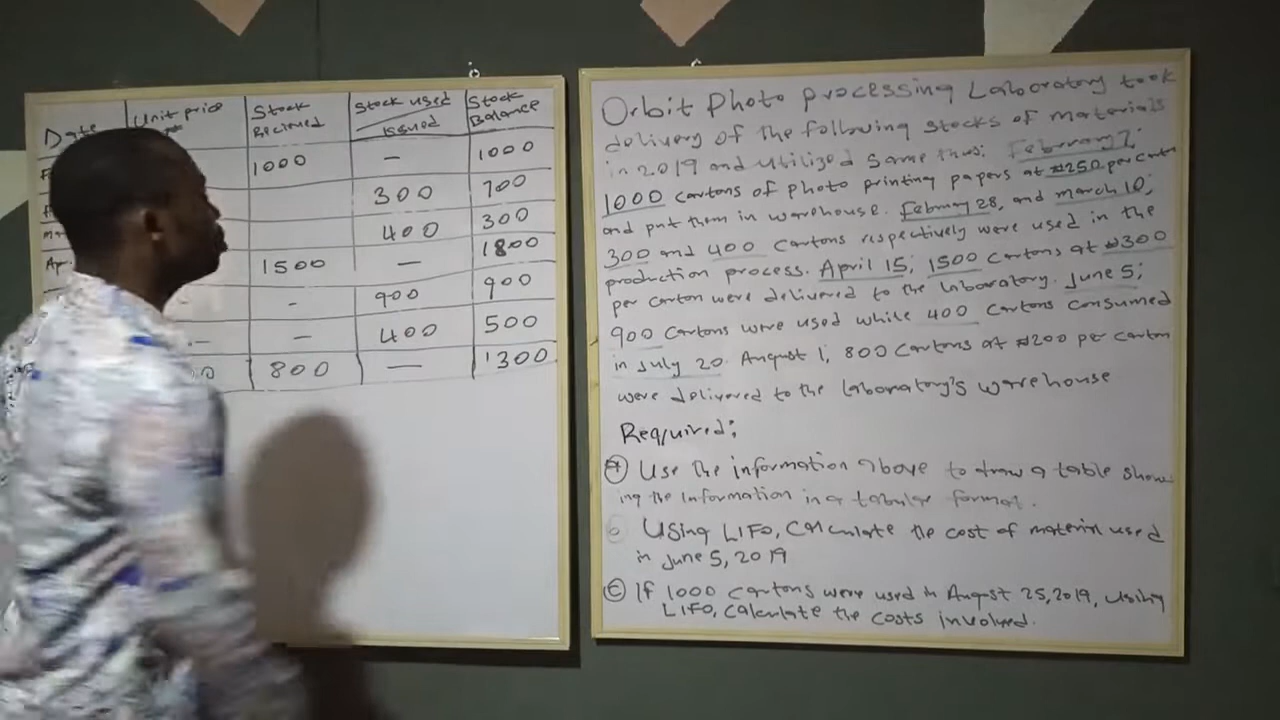 Date Unit price Stock Recieved Stock used issued Stock Balance
1000 — 1000
300 700
400 300
Apr 1500 — 1800
- - 900 900
— — 400 500
800 — 1300
Orbit Photo processing Laboratory took
delivery of the following stocks of materials
in 2019 and utilized same thus: February 7;
1000 cartons of photo printing papers at ₦250 per carton
and put them in warehouse. February 28, and march 10;
300 and 400 cartons respectively were used in the
production process. April 15; 1500 cartons at ₦300
per carton were delivered to the laboratory. June 5;
900 cartons were used while 400 cartons consumed
in July 20. August 1; 800 cartons at ₦200 per carton
were delivered to the laboratory's warehouse
Required;
(A) Use the information above to draw a table show-
ing the information in a tabular format.
Using LIFO, calculate the cost of material used
in June 5, 2019
(C) If 1000 cartons were used in August 25, 2019, using
LIFO, calculate the costs involved.